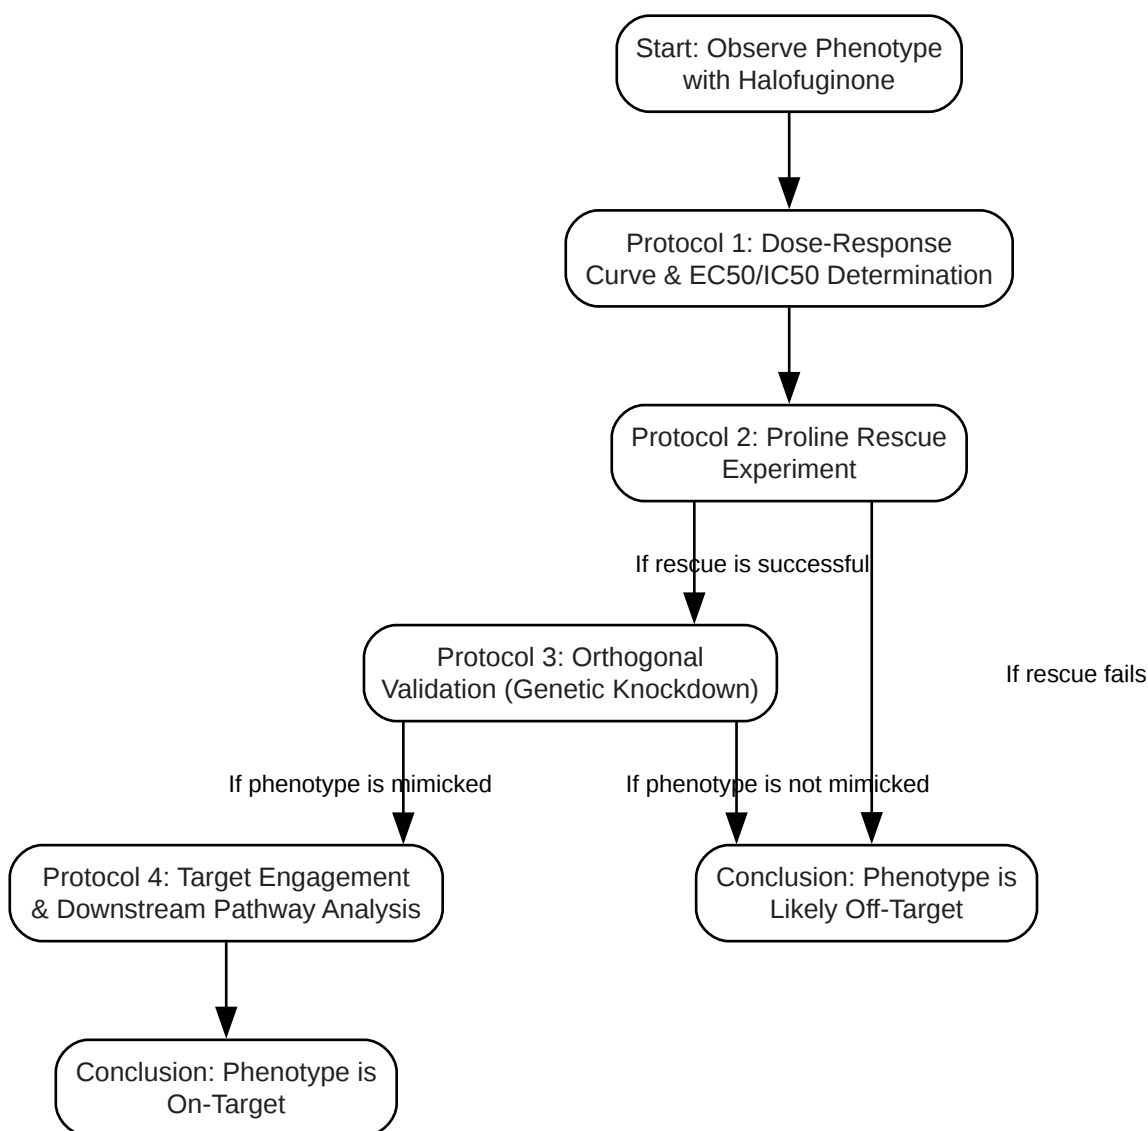 Start: Observe Phenotype
with Halofuginone
Protocol 1: Dose-Response
Curve & EC50/IC50 Determination
Protocol 2: Proline Rescue
Experiment
If rescue is successful
Protocol 3: Orthogonal
Validation (Genetic Knockdown)
If rescue fails
If phenotype is mimicked
If phenotype is not mimicked
Protocol 4: Target Engagement
& Downstream Pathway Analysis
Conclusion: Phenotype is
Likely Off-Target
Conclusion: Phenotype is
On-Target